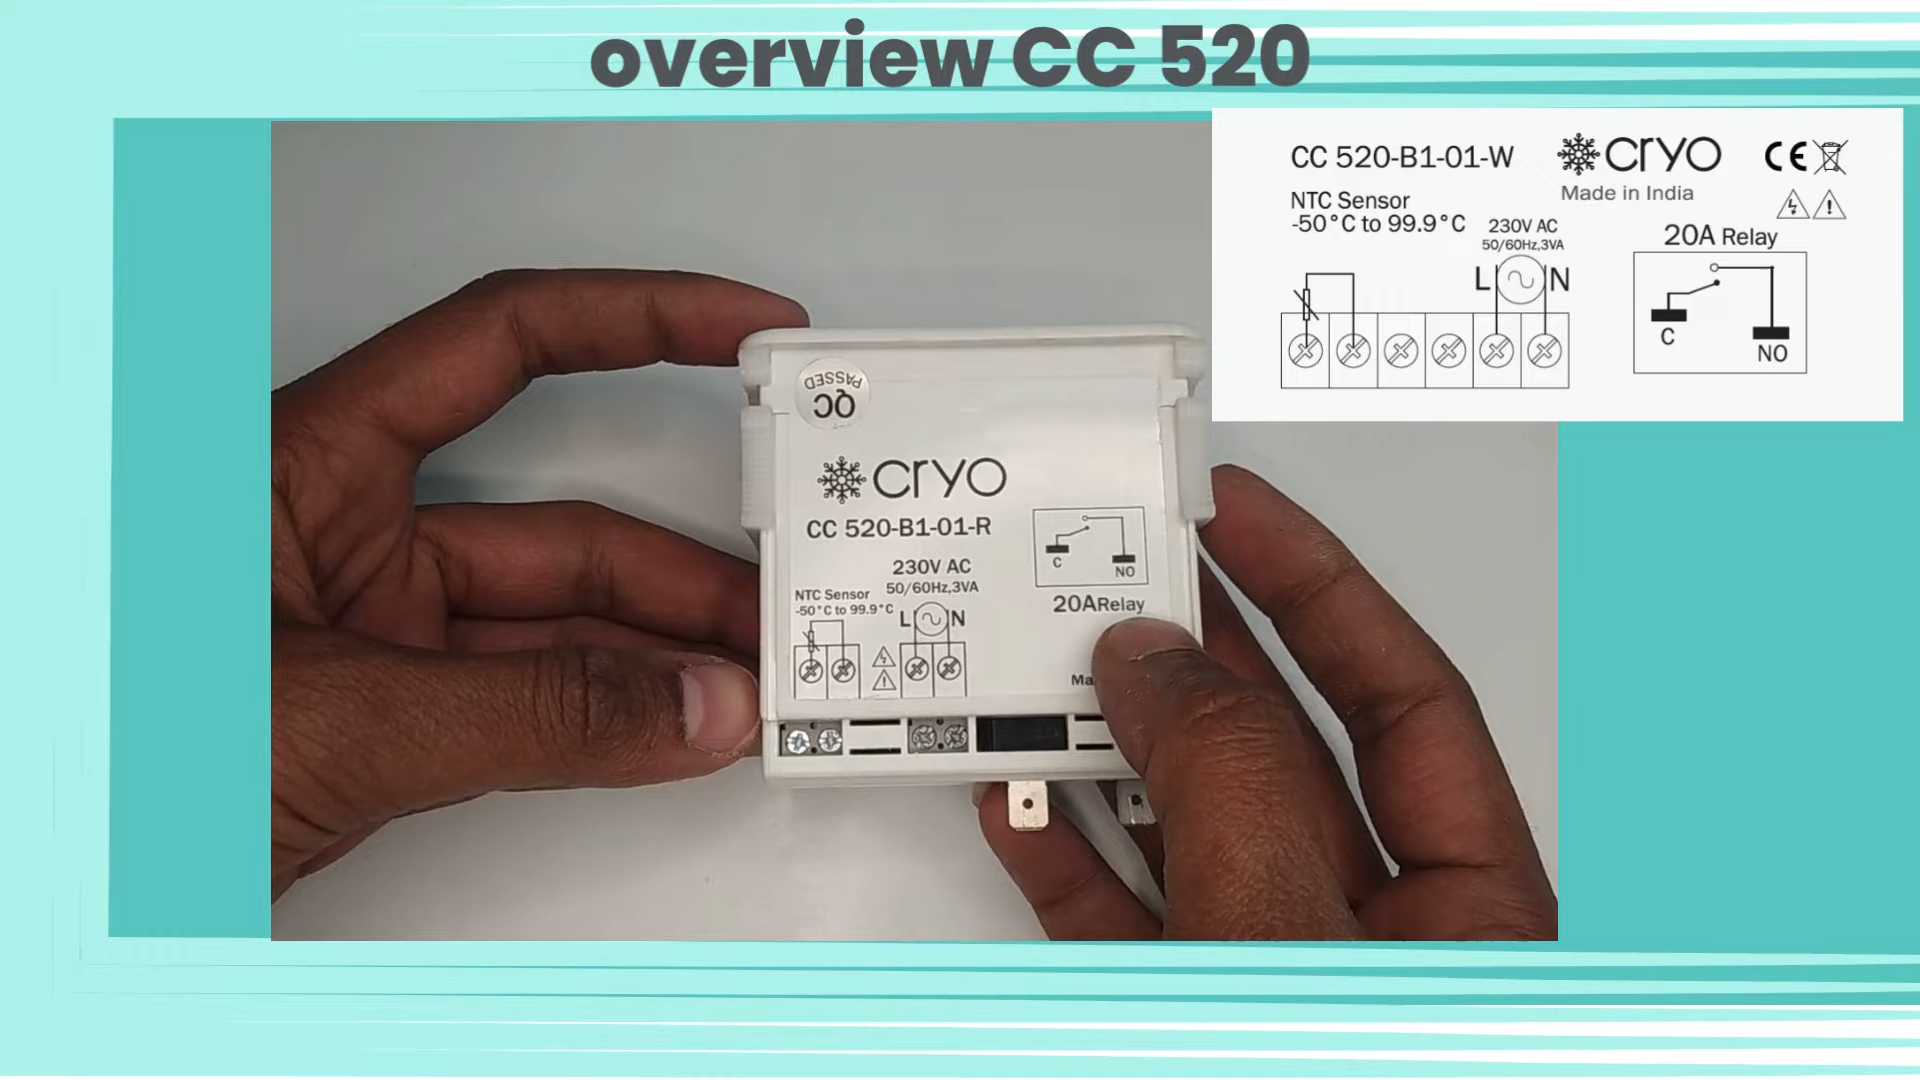 overview CC 520
CC 520-B1-01-W
cryo
CE
Made in India
NTC Sensor
-50°C to 99.9°C
230V AC
50/60Hz,3VA
L N
20A Relay
C
NO
QC
PASSED
cryo
CC 520-B1-01-R
230V AC
50/60Hz,3VA
NTC Sensor
-50°C to 99.9°C
L N
C
NO
20ARelay